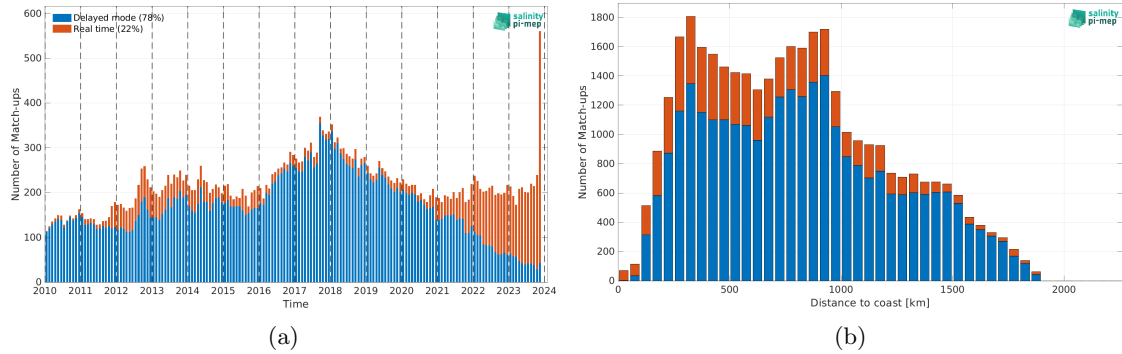 Delayed mode (78%)
Real time (22%)
salinity
pi-mep
600
500
400
300
200
100
0
Number of Match-ups
2010 2011 2012 2013 2014 2015 2016 2017 2018 2019 2020 2021 2022 2023 2024
Time
(a)
salinity
pi-mep
1800
1600
1400
1200
1000
800
600
400
200
0
Number of Match-ups
0 500 1000 1500 2000
Distance to coast [km]
(b)